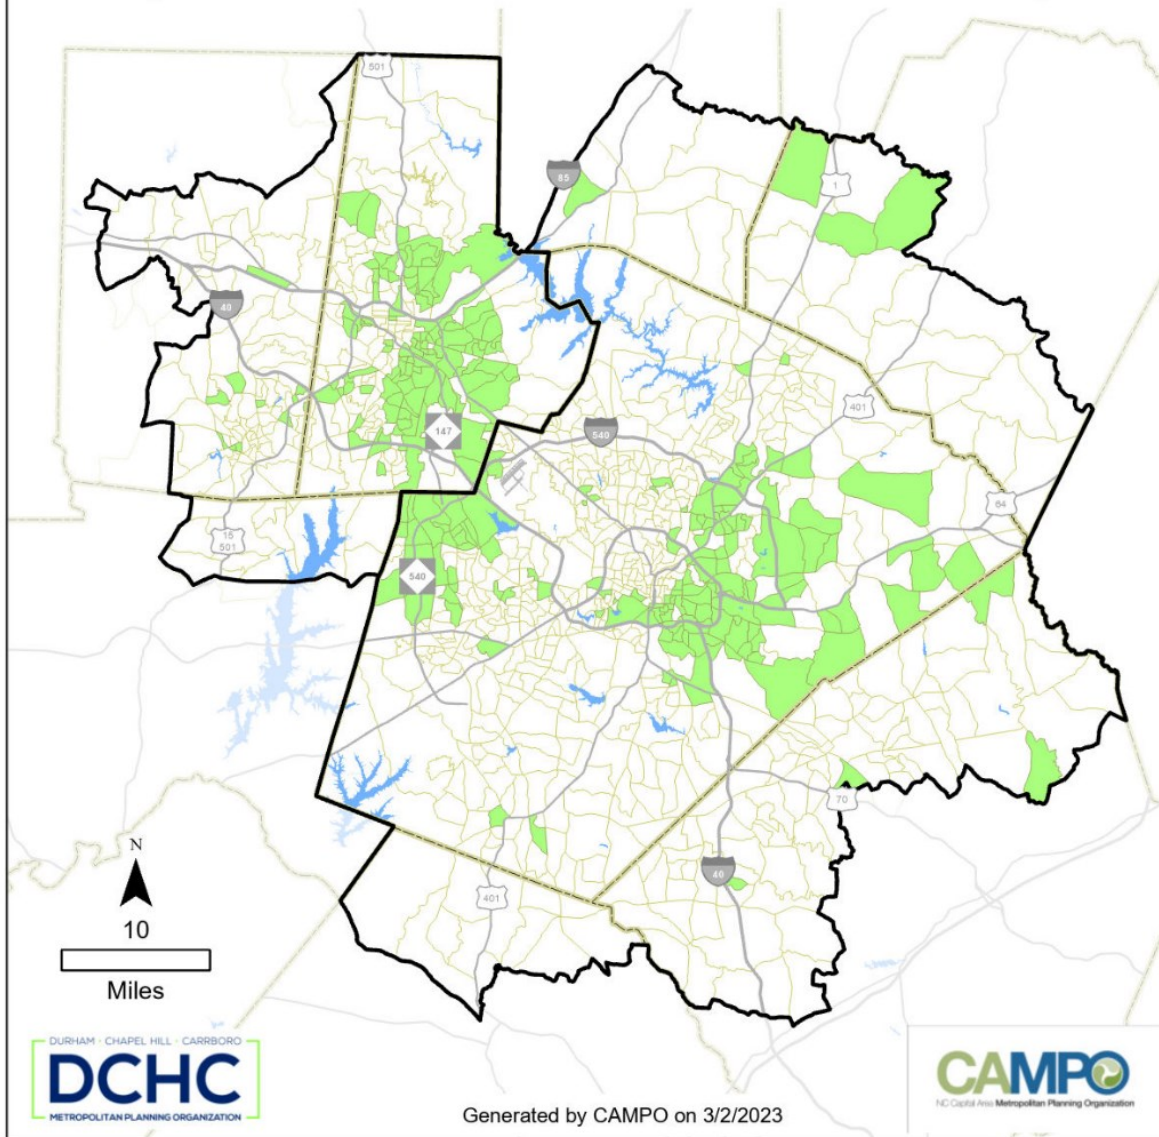 501
85
1
40
147
540
401
64
15
501
540
70
40
401
N
10
Miles
DURHAM · CHAPEL HILL · CARRBORO
DCHC
METROPOLITAN PLANNING ORGANIZATION
Generated by CAMPO on 3/2/2023
CAMPO
NC Capital Area Metropolitan Planning Organization